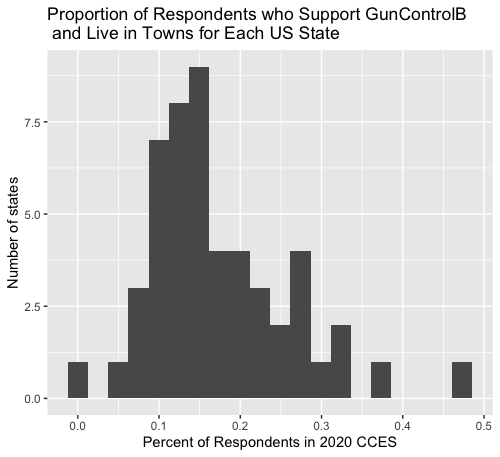 Proportion of Respondents who Support GunControlB
and Live in Towns for Each US State
7.5
5.0
2.5
0.0
Number of states
0.0 0.1 0.2 0.3 0.4 0.5
Percent of Respondents in 2020 CCES